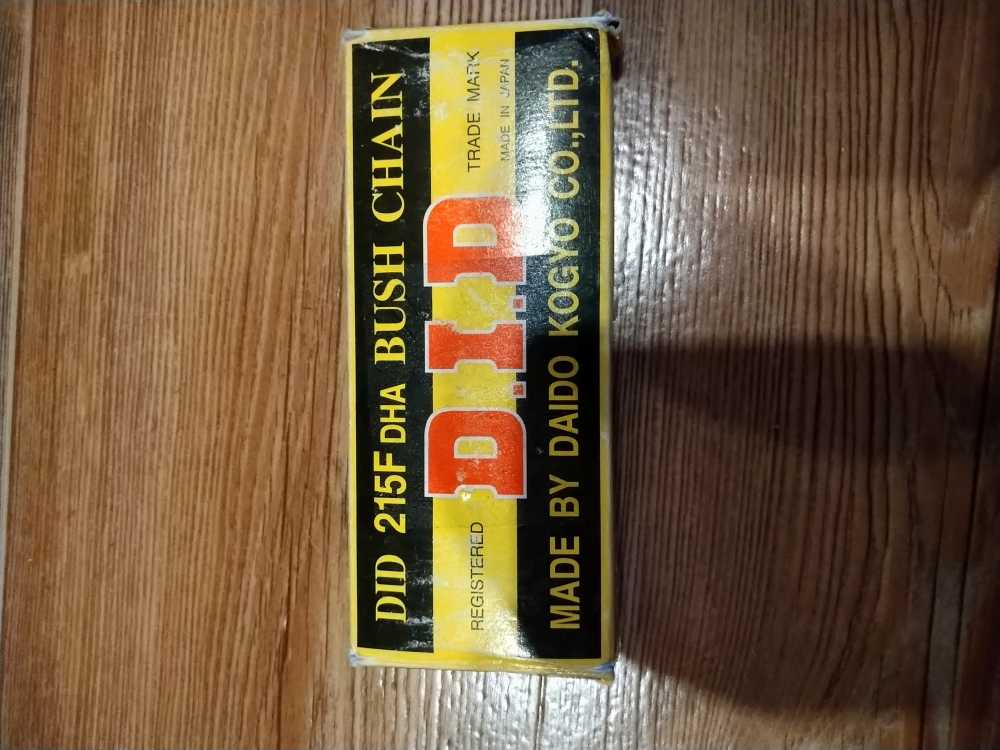 DID 215F DHA BUSH CHAIN
REGISTERED D.I.D TRADE MARK
MADE IN JAPAN
MADE BY DAIDO KOGYO CO.,LTD.